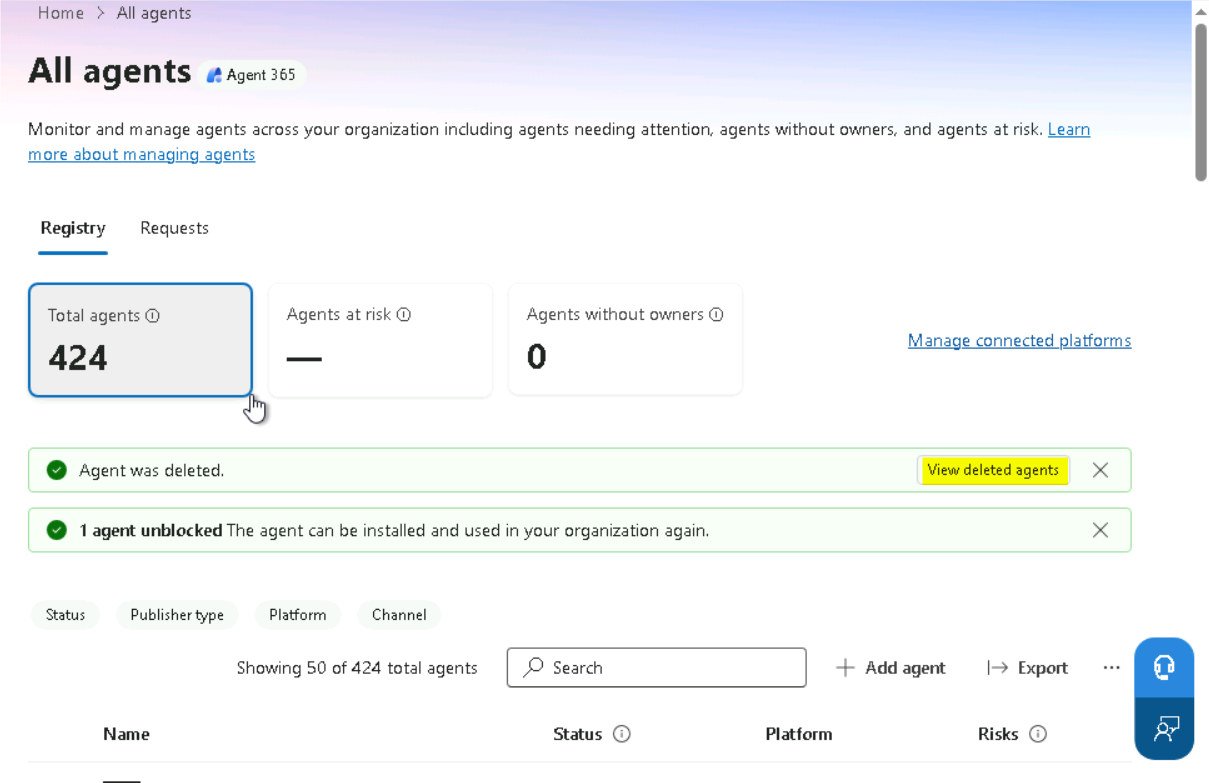 Home > All agents
All agents Agent 365
Monitor and manage agents across your organization including agents needing attention, agents without owners, and agents at risk. Learn
more about managing agents
Registry Requests
Total agents
424
Agents at risk
—
Agents without owners
0
Manage connected platforms
Agent was deleted. View deleted agents
1 agent unblocked The agent can be installed and used in your organization again.
Status Publisher type Platform Channel
Showing 50 of 424 total agents Search Add agent Export ...
Name Status Platform Risks